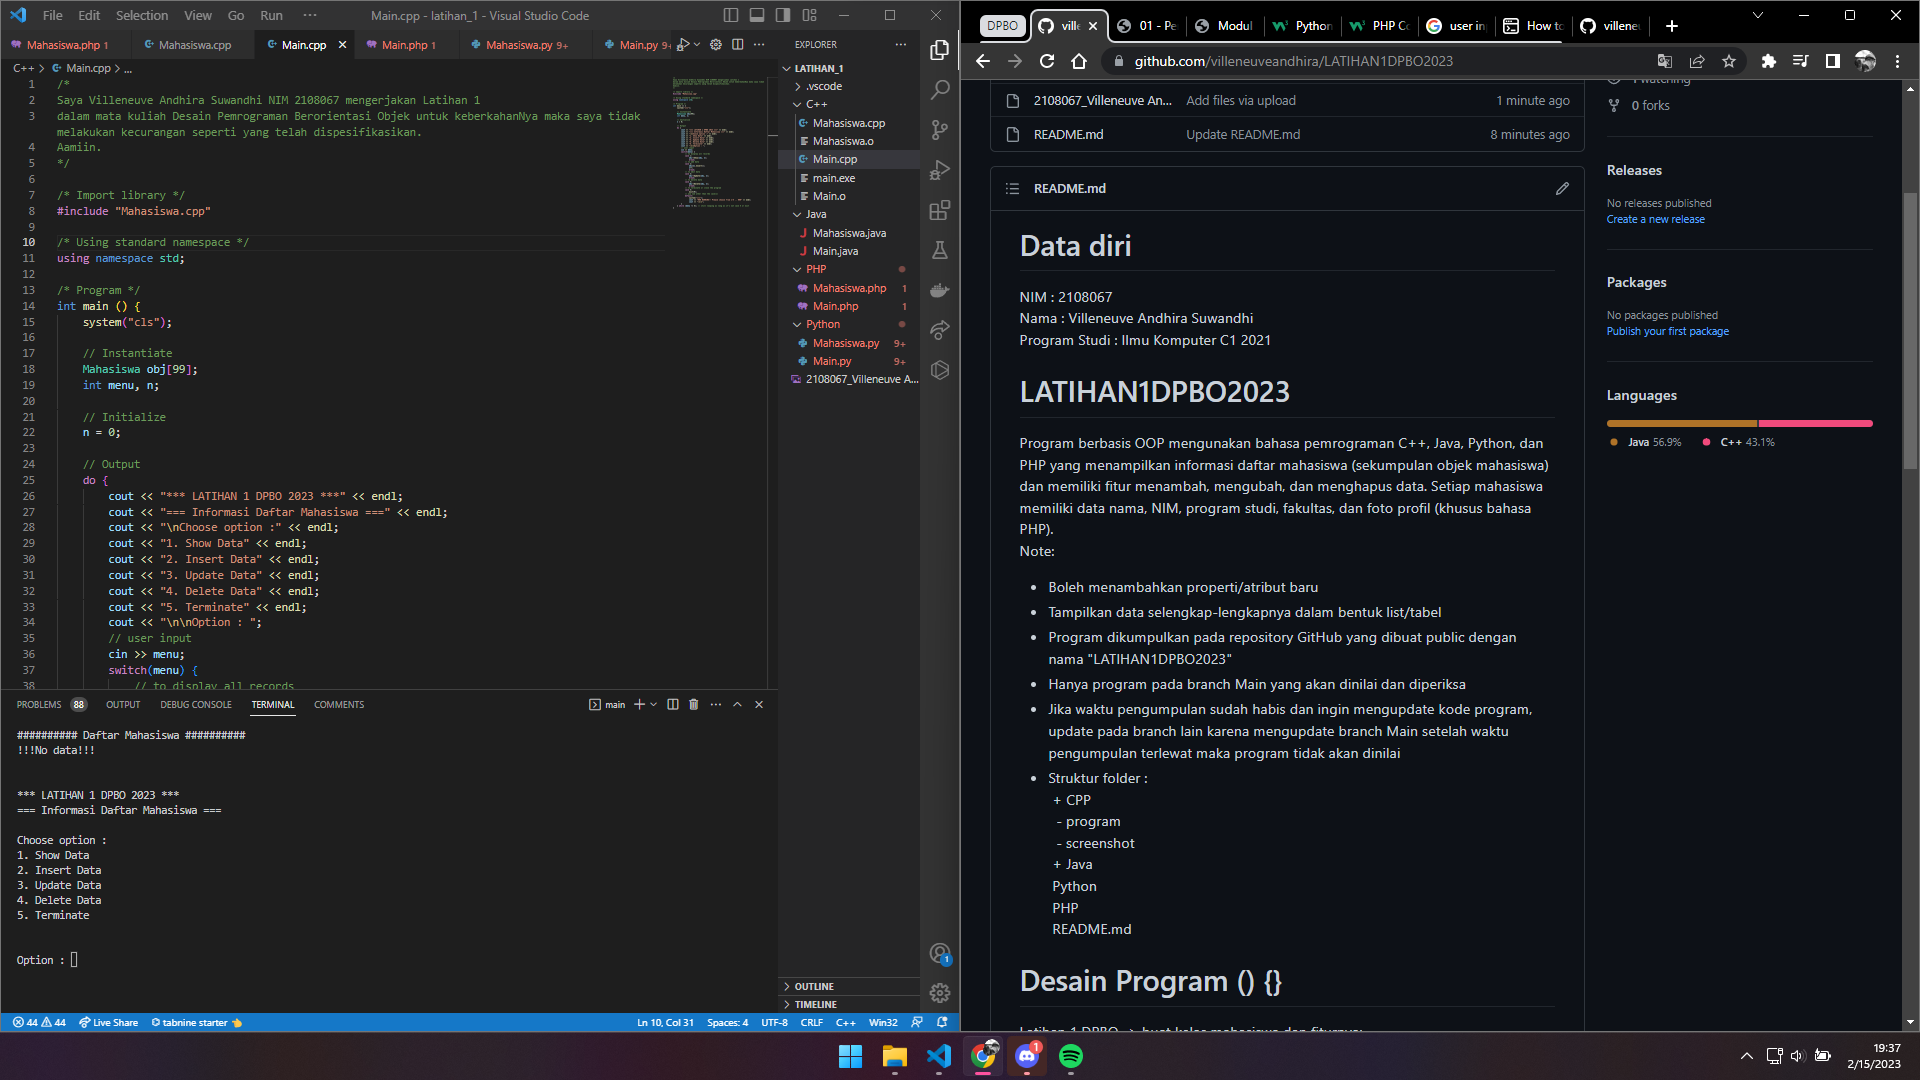 File Edit Selection View Go Run ··· Main.cpp - latihan_1 - Visual Studio Code
Mahasiswa.php 1 Mahasiswa.cpp Main.cpp Main.php 1 Mahasiswa.py 9+ Main.py 9+
C++ > Main.cpp > ...
1 /*
2 Saya Villeneuve Andhira Suwandhi NIM 2108067 mengerjakan Latihan 1
3 dalam mata kuliah Desain Pemrograman Berorientasi Objek untuk keberkahanNya maka saya tidak
melakukan kecurangan seperti yang telah dispesifikasikan.
4 Aamiin.
5 */
6
7 /* Import library */
8 #include "Mahasiswa.cpp"
9
10 /* Using standard namespace */
11 using namespace std;
12
13 /* Program */
14 int main () {
15 system("cls");
16
17 // Instantiate
18 Mahasiswa obj[99];
19 int menu, n;
20
21 // Initialize
22 n = 0;
23
24 // Output
25 do {
26 cout << "*** LATIHAN 1 DPBO 2023 ***" << endl;
27 cout << "=== Informasi Daftar Mahasiswa ===" << endl;
28 cout << "\nChoose option :" << endl;
29 cout << "1. Show Data" << endl;
30 cout << "2. Insert Data" << endl;
31 cout << "3. Update Data" << endl;
32 cout << "4. Delete Data" << endl;
33 cout << "5. Terminate" << endl;
34 cout << "\n\nOption : ";
35 // user input
36 cin >> menu;
37 switch(menu) {
38 // to display all records
PROBLEMS 88 OUTPUT DEBUG CONSOLE TERMINAL COMMENTS main
########## Daftar Mahasiswa ##########
!!!No data!!!
*** LATIHAN 1 DPBO 2023 ***
=== Informasi Daftar Mahasiswa ===
Choose option :
1. Show Data
2. Insert Data
3. Update Data
4. Delete Data
5. Terminate
Option :
EXPLORER
LATIHAN_1
.vscode
C++
Mahasiswa.cpp
Mahasiswa.o
Main.cpp
main.exe
Main.o
Java
Mahasiswa.java
Main.java
PHP
Mahasiswa.php 1
Main.php 1
Python
Mahasiswa.py 9+
Main.py 9+
2108067_Villeneuve A...
OUTLINE
TIMELINE
1
44 44 Live Share tabnine starter Ln 10, Col 31 Spaces: 4 UTF-8 CRLF C++ Win32
DPBO ville 01 - Pe Modul Python PHP Co user in How to villene
github.com/villeneuveandhira/LATIHAN1DPBO2023
2108067_Villeneuve An... Add files via upload 1 minute ago
README.md Update README.md 8 minutes ago
README.md
Data diri
NIM : 2108067
Nama : Villeneuve Andhira Suwandhi
Program Studi : Ilmu Komputer C1 2021
LATIHAN1DPBO2023
Program berbasis OOP mengunakan bahasa pemrograman C++, Java, Python, dan
PHP yang menampilkan informasi daftar mahasiswa (sekumpulan objek mahasiswa)
dan memiliki fitur menambah, mengubah, dan menghapus data. Setiap mahasiswa
memiliki data nama, NIM, program studi, fakultas, dan foto profil (khusus bahasa
PHP).
Note:
• Boleh menambahkan properti/atribut baru
• Tampilkan data selengkap-lengkapnya dalam bentuk list/tabel
• Program dikumpulkan pada repository GitHub yang dibuat public dengan
nama "LATIHAN1DPBO2023"
• Hanya program pada branch Main yang akan dinilai dan diperiksa
• Jika waktu pengumpulan sudah habis dan ingin mengupdate kode program,
update pada branch lain karena mengupdate branch Main setelah waktu
pengumpulan terlewat maka program tidak akan dinilai
• Struktur folder :
+ CPP
- program
- screenshot
+ Java
Python
PHP
README.md
Desain Program () {}
Latihan 1 DPBO -> buat kelas mahasiswa dan fiturnya:
1 watching
0 forks
Releases
No releases published
Create a new release
Packages
No packages published
Publish your first package
Languages
Java 56.9% C++ 43.1%
1
19:37
2/15/2023